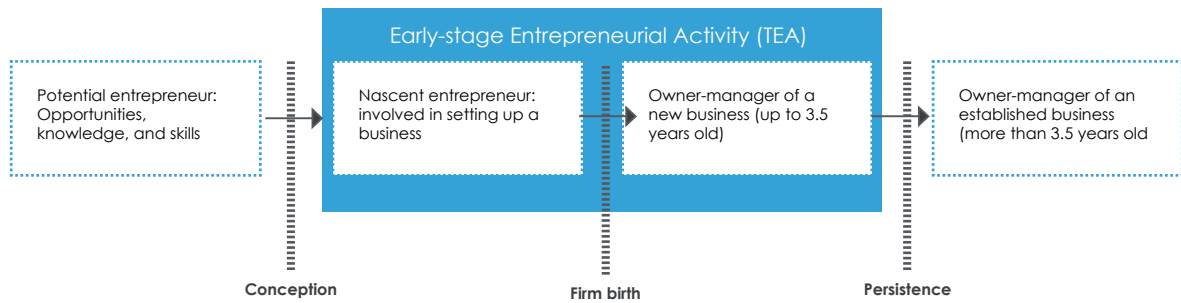 Early-stage Entrepreneurial Activity (TEA)
Potential entrepreneur:
Opportunities,
knowledge, and skills
Nascent entrepreneur:
involved in setting up a
business
Owner-manager of a
new business (up to 3.5
years old)
Owner-manager of an
established business
(more than 3.5 years old
Conception
Firm birth
Persistence